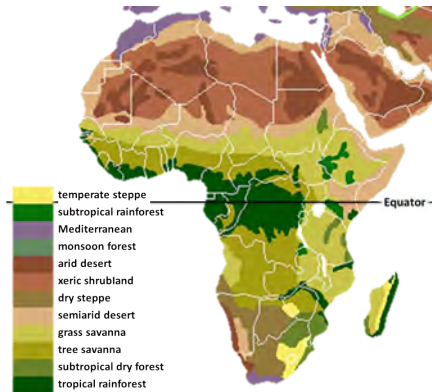 temperate steppe
subtropical rainforest
Equator
Mediterranean
monsoon forest
arid desert
xeric shrubland
dry steppe
semiarid desert
grass savanna
tree savanna
subtropical dry forest
tropical rainforest